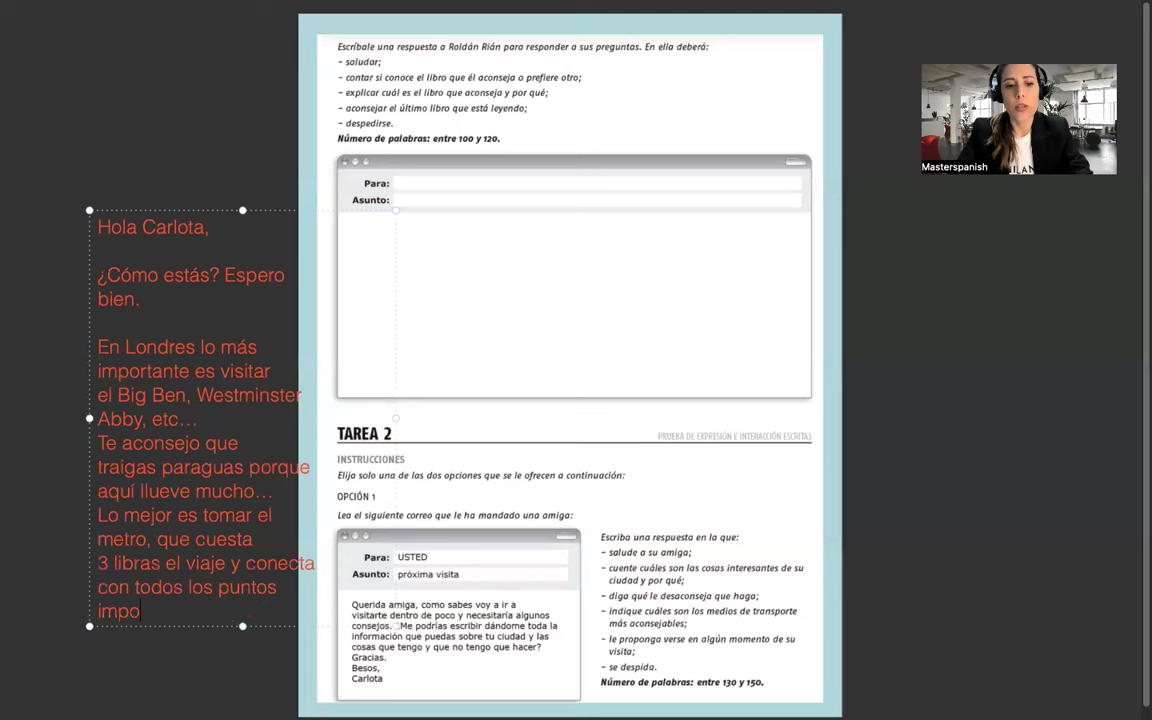 Escríbale una respuesta a Roldán Rián para responder a sus preguntas. En ella deberá:
– saludar;
– contar si conoce el libro que él aconseja o prefiere otro;
– explicar cuál es el libro que aconseja y por qué;
– aconsejar el último libro que está leyendo;
– despedirse.
Número de palabras: entre 100 y 120.
Para:
Asunto:
Masterspanish
Hola Carlota,
¿Cómo estás? Espero
bien.
En Londres lo más
importante es visitar
el Big Ben, Westminster
Abby, etc…
Te aconsejo que
traigas paraguas porque
aquí llueve mucho…
Lo mejor es tomar el
metro, que cuesta
3 libras el viaje y conecta
con todos los puntos
impo
TAREA 2
PRUEBA DE EXPRESIÓN E INTERACCIÓN ESCRITAS
INSTRUCCIONES
Elija solo una de las dos opciones que se le ofrecen a continuación:
OPCIÓN 1
Lea el siguiente correo que le ha mandado una amiga:
Para: USTED
Asunto: próxima visita
Querida amiga, como sabes voy a ir a
visitarte dentro de poco y necesitaría algunos
consejos. ¿Me podrías escribir dándome toda la
información que puedas sobre tu ciudad y las
cosas que tengo y que no tengo que hacer?
Gracias.
Besos,
Carlota
Escriba una respuesta en la que:
– salude a su amiga;
– cuente cuáles son las cosas interesantes de su
ciudad y por qué;
– diga qué le desaconseja que haga;
– indique cuáles son los medios de transporte
más aconsejables;
– le proponga verse en algún momento de su
visita;
– se despida.
Número de palabras: entre 130 y 150.